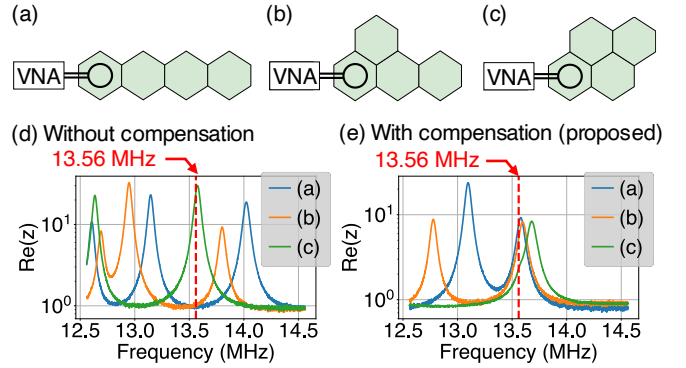 (a) (b) (c)
VNA VNA VNA
(d) Without compensation (e) With compensation (proposed)
13.56 MHz 13.56 MHz
(a) (a)
(b) (b)
(c) (c)
Re(z) Re(z)
10¹ 10¹
10⁰ 10⁰
12.5 13.0 13.5 14.0 14.5 12.5 13.0 13.5 14.0 14.5
Frequency (MHz) Frequency (MHz)